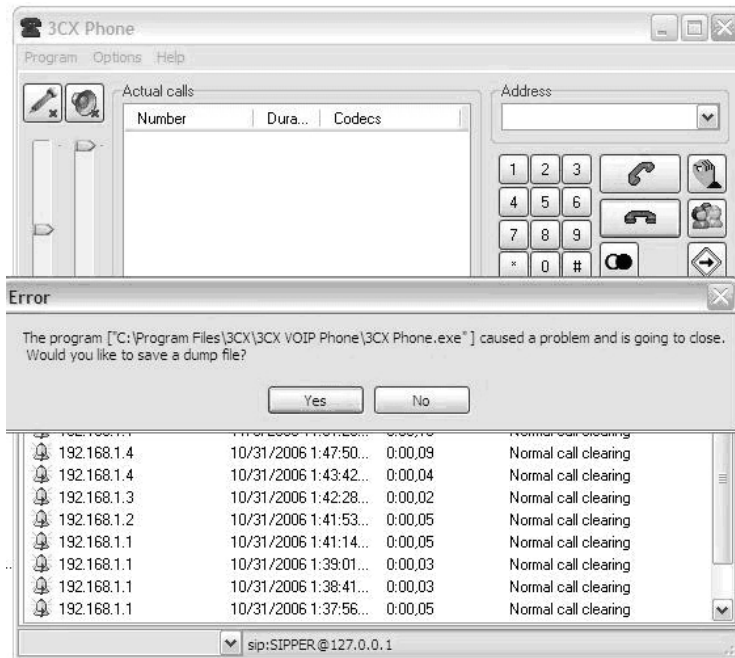 3CX Phone
Program Options Help
Actual calls
Number Dura... Codecs
Address
1 2 3
4 5 6
7 8 9
* 0 #
Error
The program ["C:\Program Files\3CX\3CX VOIP Phone\3CX Phone.exe" ] caused a problem and is going to close.
Would you like to save a dump file?
Yes No
192.168.1.4 10/31/2006 1:47:50... 0:00,09 Normal call clearing
192.168.1.4 10/31/2006 1:43:42... 0:00,04 Normal call clearing
192.168.1.3 10/31/2006 1:42:28... 0:00,02 Normal call clearing
192.168.1.2 10/31/2006 1:41:53... 0:00,05 Normal call clearing
192.168.1.1 10/31/2006 1:41:14... 0:00,05 Normal call clearing
192.168.1.1 10/31/2006 1:39:01... 0:00,03 Normal call clearing
192.168.1.1 10/31/2006 1:38:41... 0:00,03 Normal call clearing
192.168.1.1 10/31/2006 1:37:56... 0:00,05 Normal call clearing
sip:SIPPER@127.0.0.1